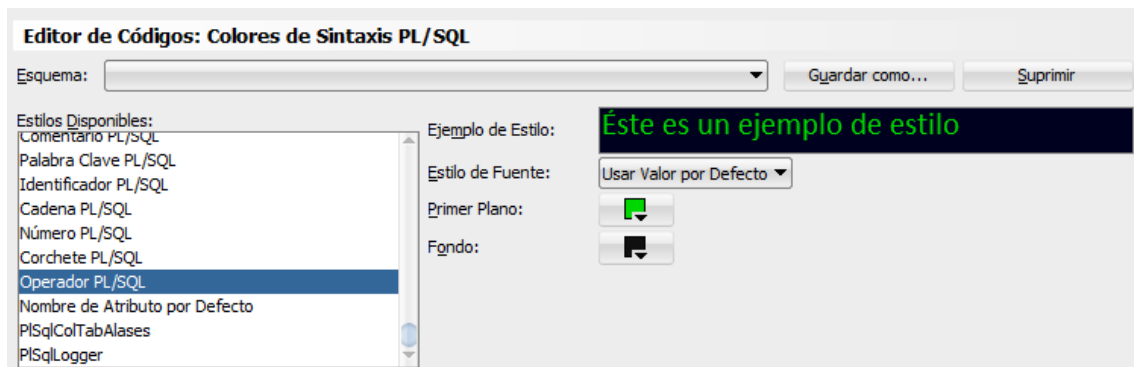 Editor de Códigos: Colores de Sintaxis PL/SQL
Esquema:
Guardar como...
Suprimir
Estilos Disponibles:
Comentario PL/SQL
Palabra Clave PL/SQL
Identificador PL/SQL
Cadena PL/SQL
Número PL/SQL
Corchete PL/SQL
Operador PL/SQL
Nombre de Atributo por Defecto
PlSqlColTabAlases
PlSqlLogger
Ejemplo de Estilo:
Éste es un ejemplo de estilo
Estilo de Fuente:
Usar Valor por Defecto
Primer Plano:
Fondo: